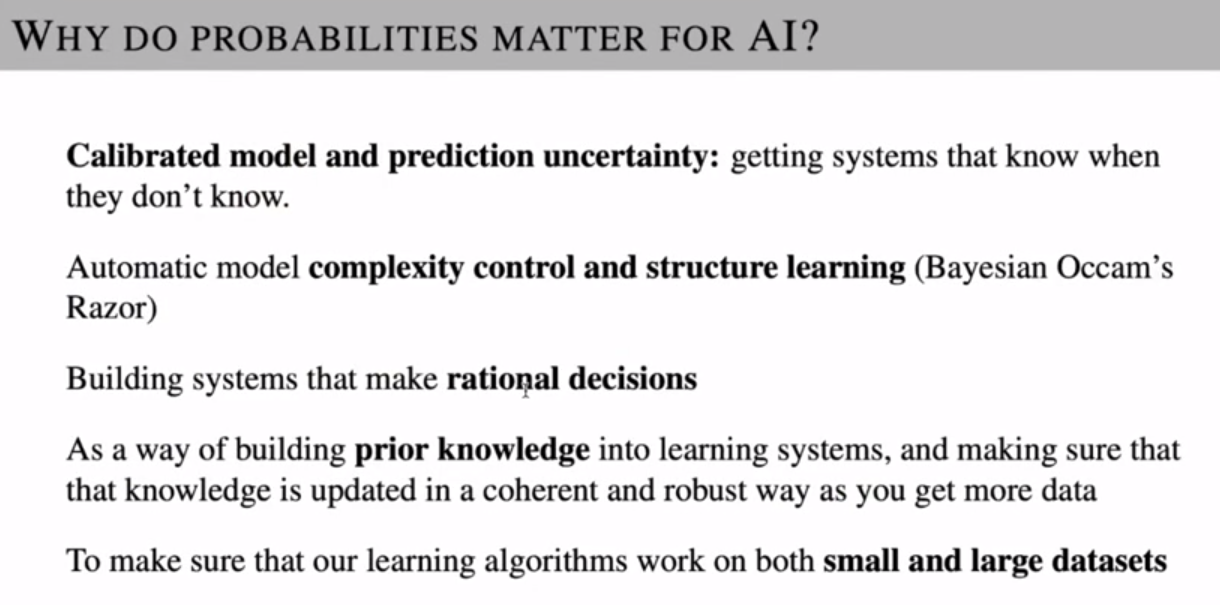 WHY DO PROBABILITIES MATTER FOR AI?
Calibrated model and prediction uncertainty: getting systems that know when
they don't know.
Automatic model complexity control and structure learning (Bayesian Occam's
Razor)
Building systems that make rational decisions
As a way of building prior knowledge into learning systems, and making sure that
that knowledge is updated in a coherent and robust way as you get more data
To make sure that our learning algorithms work on both small and large datasets